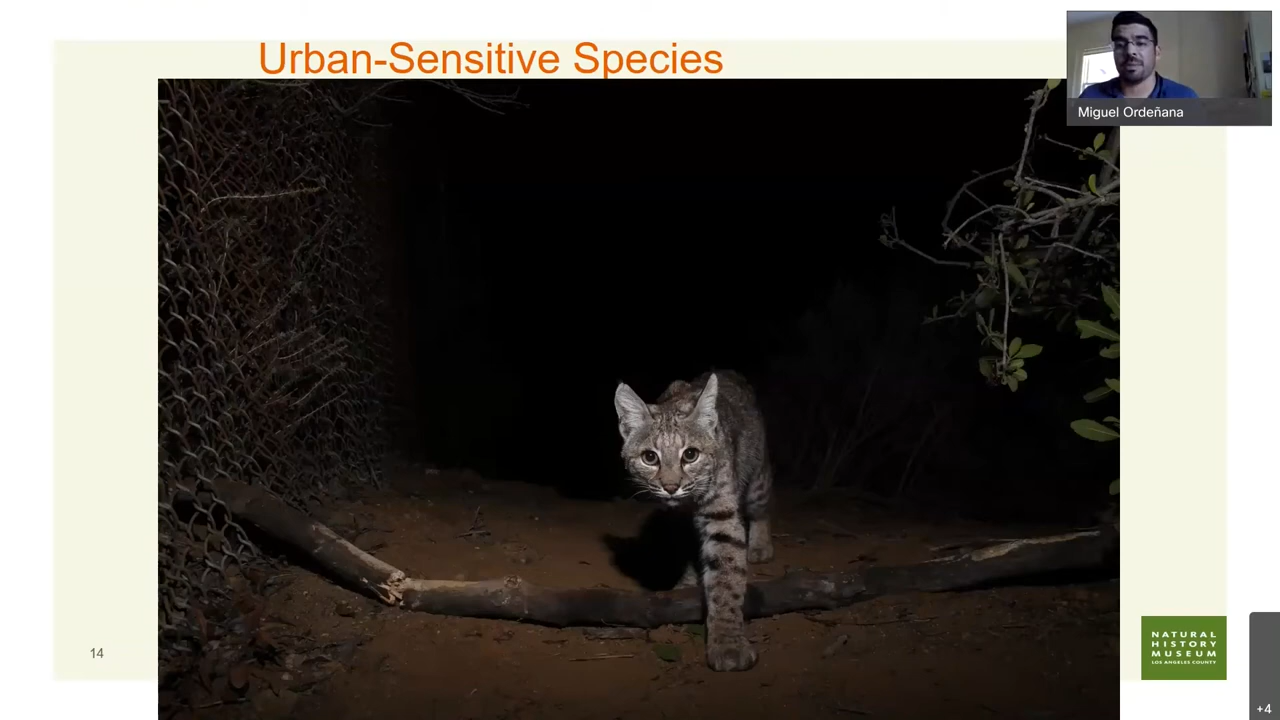 Urban-Sensitive Species
Miguel Ordeñana
14
NATURAL
HISTORY
MUSEUM
LOS ANGELES COUNTY
+4